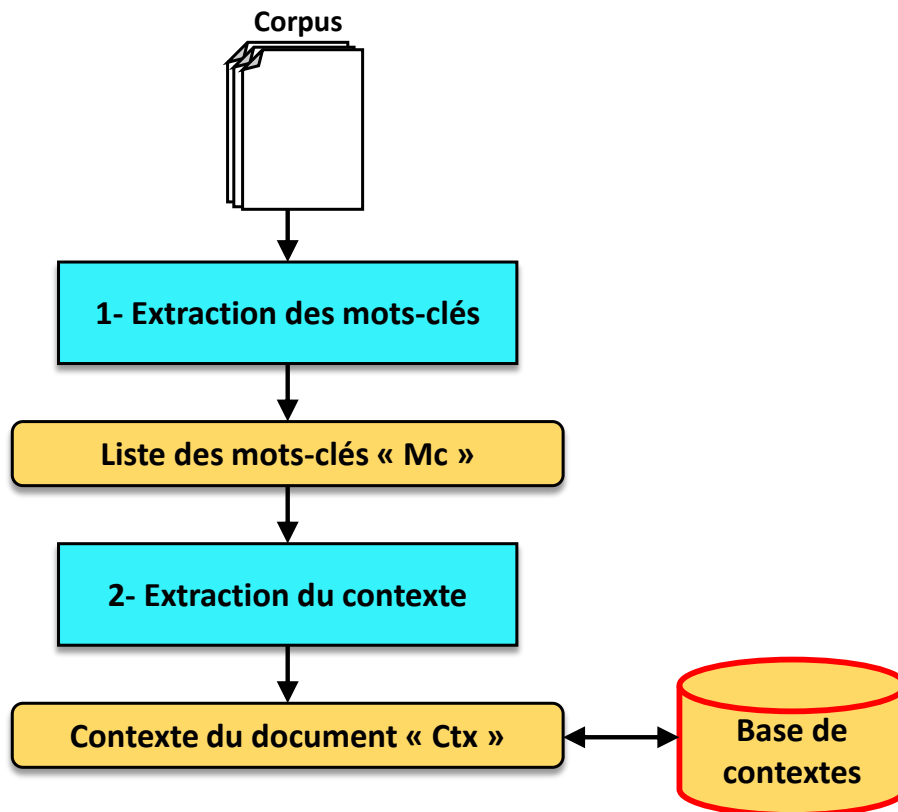 Corpus
1- Extraction des mots-clés
Liste des mots-clés « Mc »
2- Extraction du contexte
Contexte du document « Ctx »
Base de
contextes